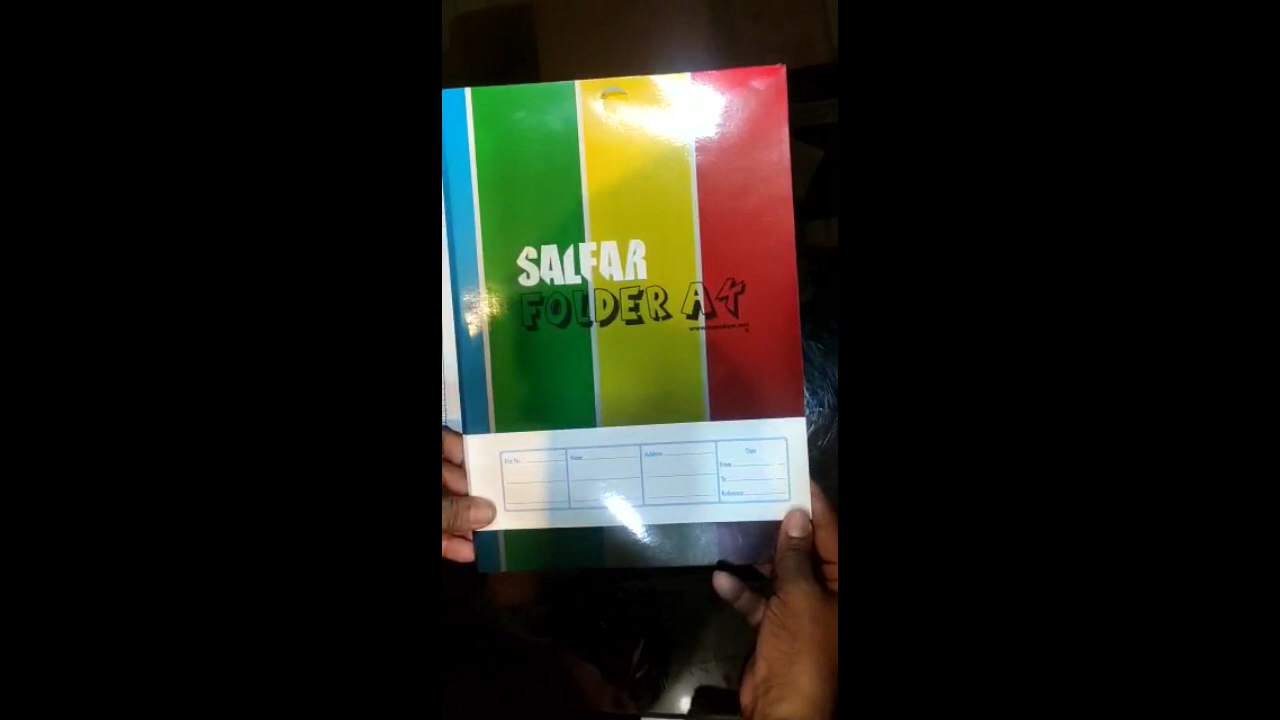 SALFAR
FOLDER A4
File No.
Name
Address
Date
From
To
Reference